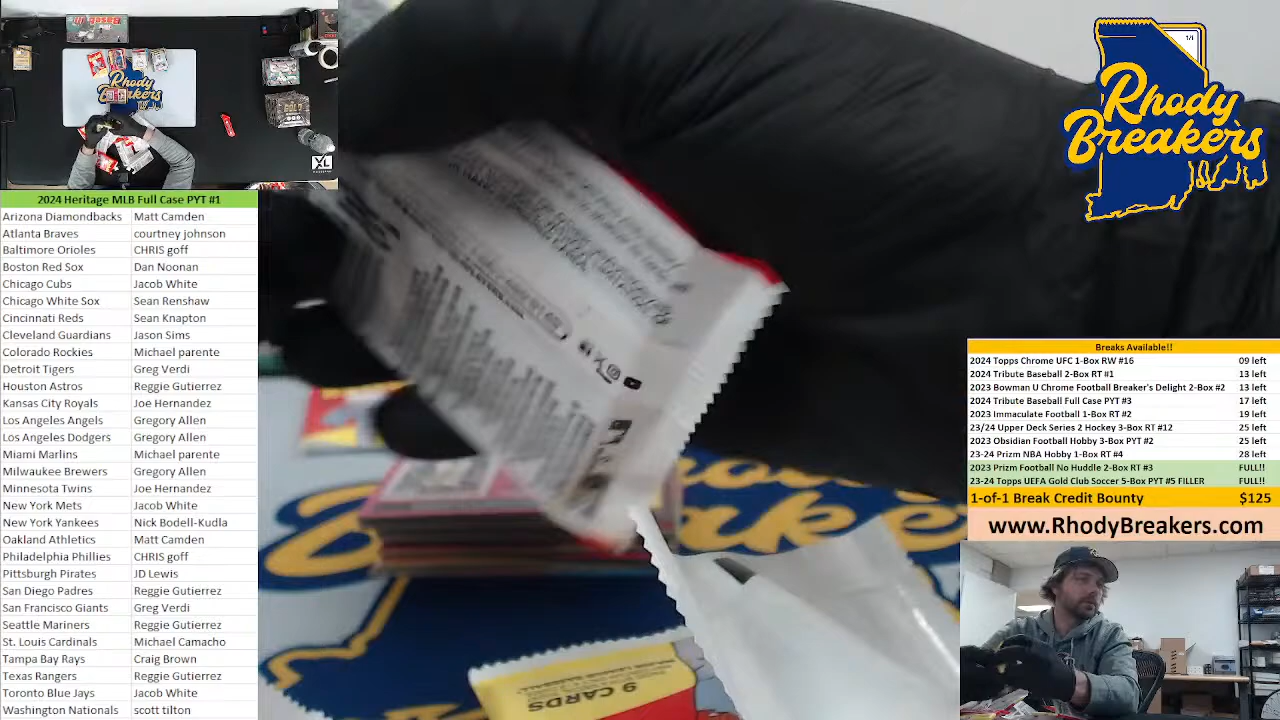 2024 Heritage MLB Full Case PYT #1
Arizona Diamondbacks Matt Camden
Atlanta Braves courtney johnson
Baltimore Orioles CHRIS goff
Boston Red Sox Dan Noonan
Chicago Cubs Jacob White
Chicago White Sox Sean Renshaw
Cincinnati Reds Sean Knapton
Cleveland Guardians Jason Sims
Colorado Rockies Michael parente
Detroit Tigers Greg Verdi
Houston Astros Reggie Gutierrez
Kansas City Royals Joe Hernandez
Los Angeles Angels Gregory Allen
Los Angeles Dodgers Gregory Allen
Miami Marlins Michael parente
Milwaukee Brewers Gregory Allen
Minnesota Twins Joe Hernandez
New York Mets Jacob White
New York Yankees Nick Bodell-Kudla
Oakland Athletics Matt Camden
Philadelphia Phillies CHRIS goff
Pittsburgh Pirates JD Lewis
San Diego Padres Reggie Gutierrez
San Francisco Giants Greg Verdi
Seattle Mariners Reggie Gutierrez
St. Louis Cardinals Michael Camacho
Tampa Bay Rays Craig Brown
Texas Rangers Reggie Gutierrez
Toronto Blue Jays Jacob White
Washington Nationals scott tilton
Rhody
Breakers
XL
9 CARDS
1/1
Rhody
Breakers
Breaks Available!!
2024 Topps Chrome UFC 1-Box RW #16 09 left
2024 Tribute Baseball 2-Box RT #1 13 left
2023 Bowman U Chrome Football Breaker's Delight 2-Box #2 13 left
2024 Tribute Baseball Full Case PYT #3 17 left
2023 Immaculate Football 1-Box RT #2 19 left
23/24 Upper Deck Series 2 Hockey 3-Box RT #12 25 left
2023 Obsidian Football Hobby 3-Box PYT #2 25 left
23-24 Prizm NBA Hobby 1-Box RT #4 28 left
2023 Prizm Football No Huddle 2-Box RT #3 FULL!!
23-24 Topps UEFA Gold Club Soccer 5-Box PYT #5 FILLER FULL!!
1-of-1 Break Credit Bounty $125
www.RhodyBreakers.com